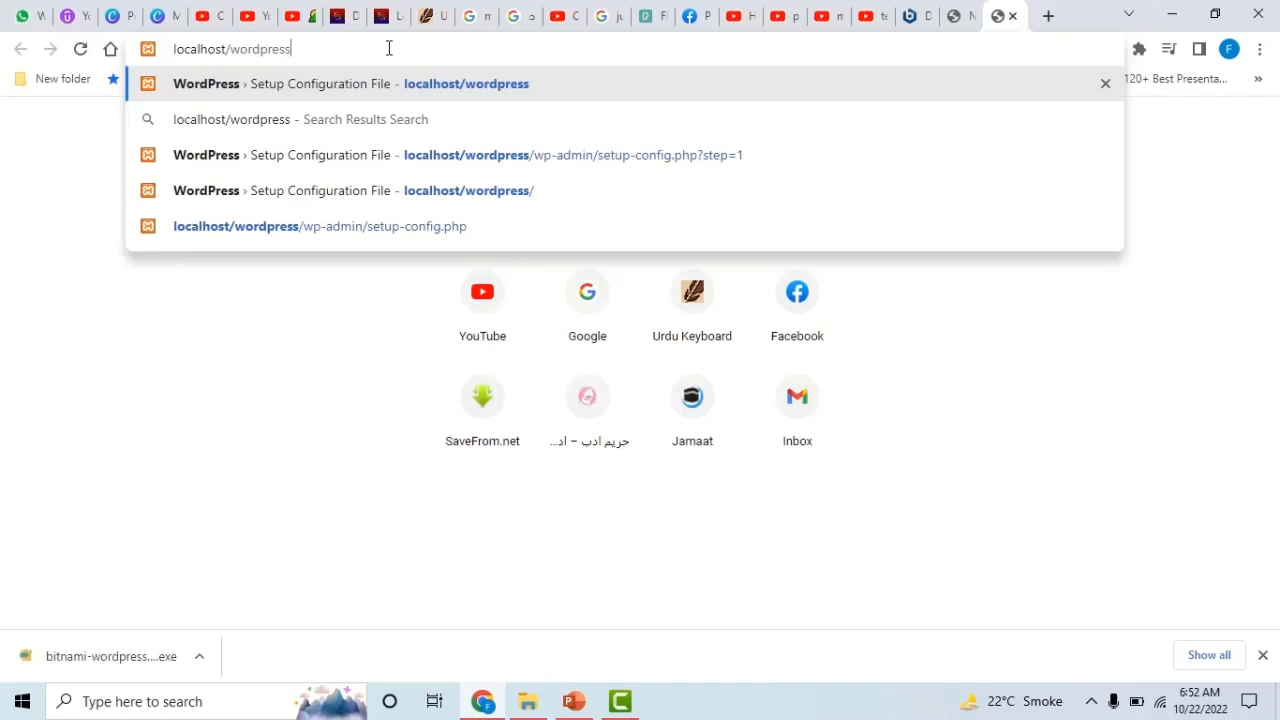 localhost/wordpress
New folder
120+ Best Presenta...
»
WordPress › Setup Configuration File - localhost/wordpress
localhost/wordpress - Search Results Search
WordPress › Setup Configuration File - localhost/wordpress/wp-admin/setup-config.php?step=1
WordPress › Setup Configuration File - localhost/wordpress/
localhost/wordpress/wp-admin/setup-config.php
YouTube
Google
Urdu Keyboard
Facebook
SaveFrom.net
حریم ادب – اد...
Jamaat
Inbox
bitnami-wordpress....exe
Show all
Type here to search
22°C Smoke
6:52 AM
10/22/2022